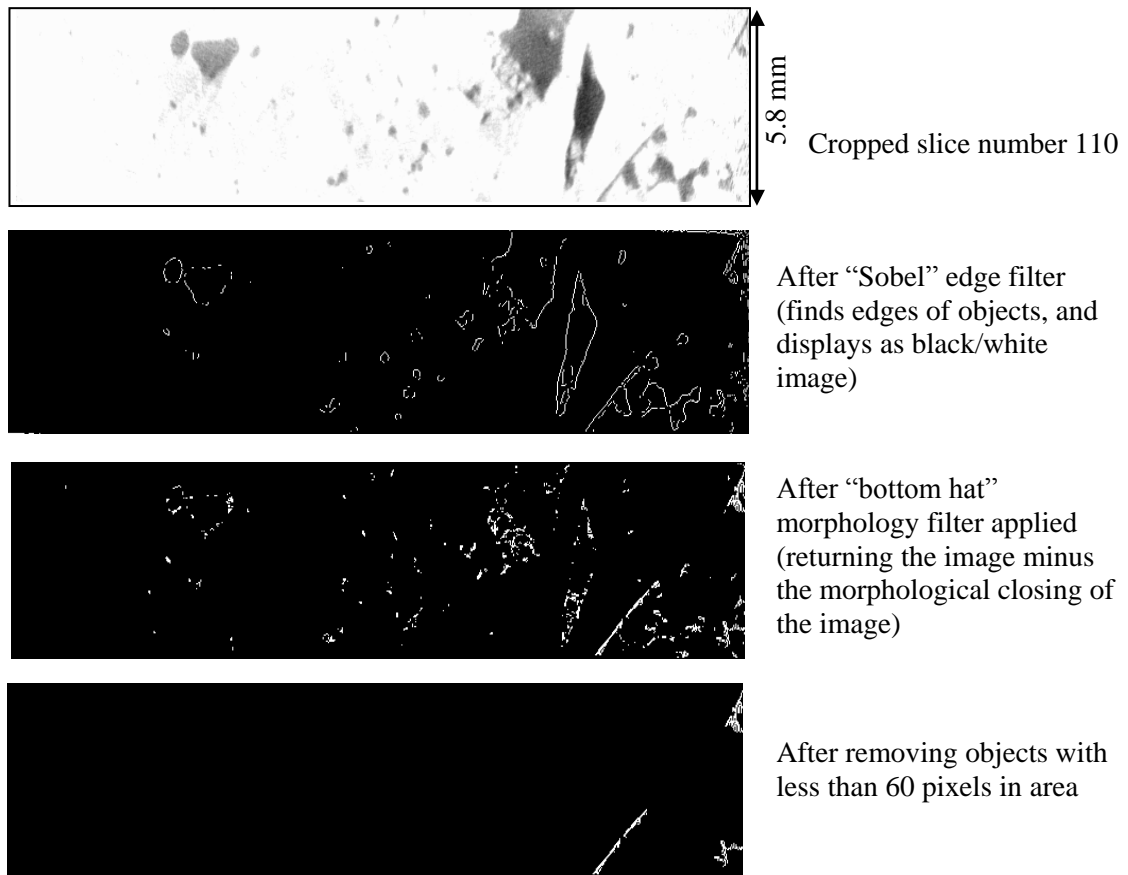 5.8 mm
Cropped slice number 110
After “Sobel” edge filter
(finds edges of objects, and
displays as black/white
image)
After “bottom hat”
morphology filter applied
(returning the image minus
the morphological closing of
the image)
After removing objects with
less than 60 pixels in area